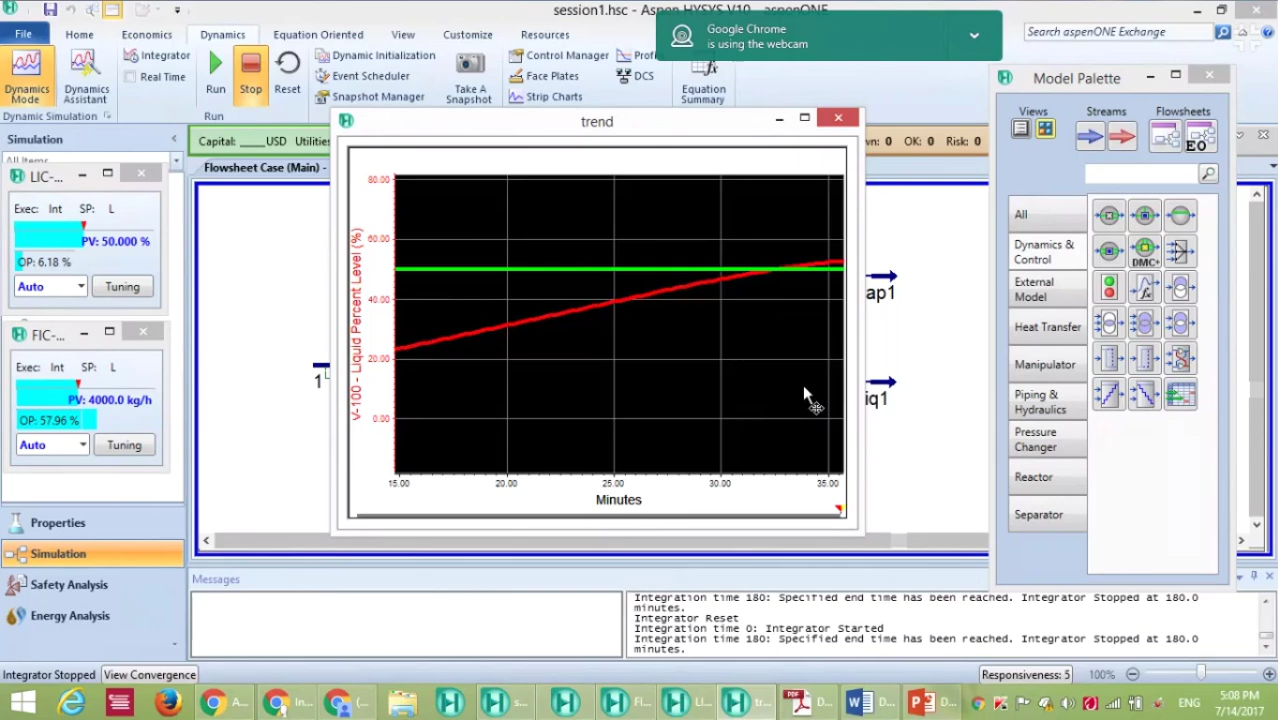 session1.hsc - Aspen HYSYS V10 - aspenONE
Google Chrome
is using the webcam
File
Home
Economics
Dynamics
Equation Oriented
View
Customize
Resources
Search aspenONE Exchange
Dynamics
Mode
Dynamics
Assistant
Integrator
Real Time
Run
Stop
Reset
Dynamic Initialization
Event Scheduler
Snapshot Manager
Take A
Snapshot
Control Manager
Face Plates
Strip Charts
DCS
Equation
Summary
Dynamic Simulation
Run
Simulation
All Items
Capital: ____USD Utilities
OK: 0 Risk: 0
Flowsheet Case (Main) -
LIC-...
Exec: Int SP: L
PV: 50.000 %
OP: 6.18 %
Auto
Tuning
FIC-...
Exec: Int SP: L
PV: 4000.0 kg/h
OP: 57.96 %
Auto
Tuning
Properties
Simulation
Safety Analysis
Energy Analysis
1
trend
V-100 - Liquid Percent Level (%)
80.00
60.00
40.00
20.00
0.00
15.00 20.00 25.00 30.00 35.00
Minutes
ap1
iq1
Model Palette
Views Streams Flowsheets
EO
All
Dynamics &
Control
External
Model
Heat Transfer
Manipulator
Piping &
Hydraulics
Pressure
Changer
Reactor
Separator
DMC+
Messages
Integration time 180: Specified end time has been reached. Integrator Stopped at 180.0
minutes.
Integrator Reset
Integration time 0: Integrator Started
Integration time 180: Specified end time has been reached. Integrator Stopped at 180.0
minutes.
Integrator Stopped
View Convergence
Responsiveness: 5
100%
A...
In...
(...
s...
Fl...
LI...
tr...
D...
D...
D...
ENG
5:08 PM
7/14/2017